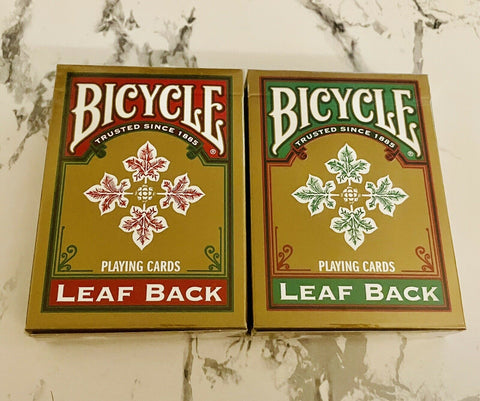 BICYCLE®
TRUSTED SINCE 1885
PLAYING CARDS
LEAF BACK
BICYCLE®
TRUSTED SINCE 1885
PLAYING CARDS
LEAF BACK